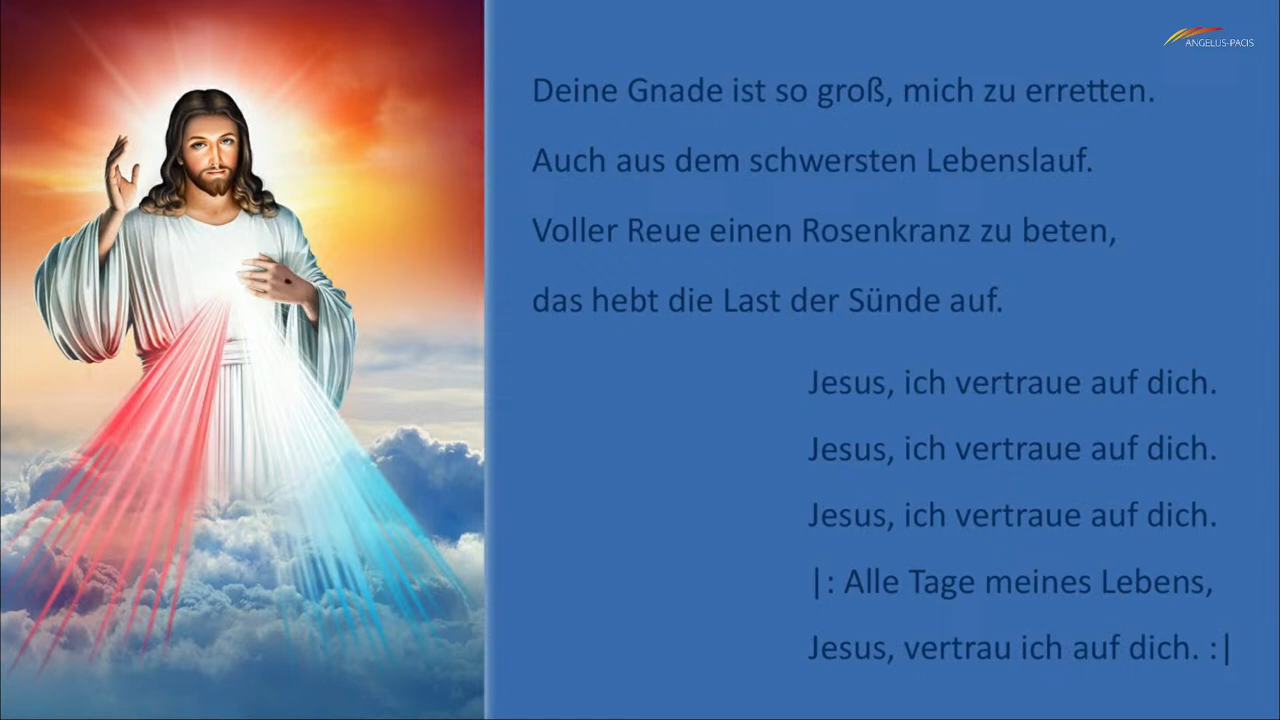 ANGELUS-PACIS
Deine Gnade ist so groß, mich zu erretten.
Auch aus dem schwersten Lebenslauf.
Voller Reue einen Rosenkranz zu beten,
das hebt die Last der Sünde auf.
Jesus, ich vertraue auf dich.
Jesus, ich vertraue auf dich.
Jesus, ich vertraue auf dich.
|: Alle Tage meines Lebens,
Jesus, vertrau ich auf dich. :|